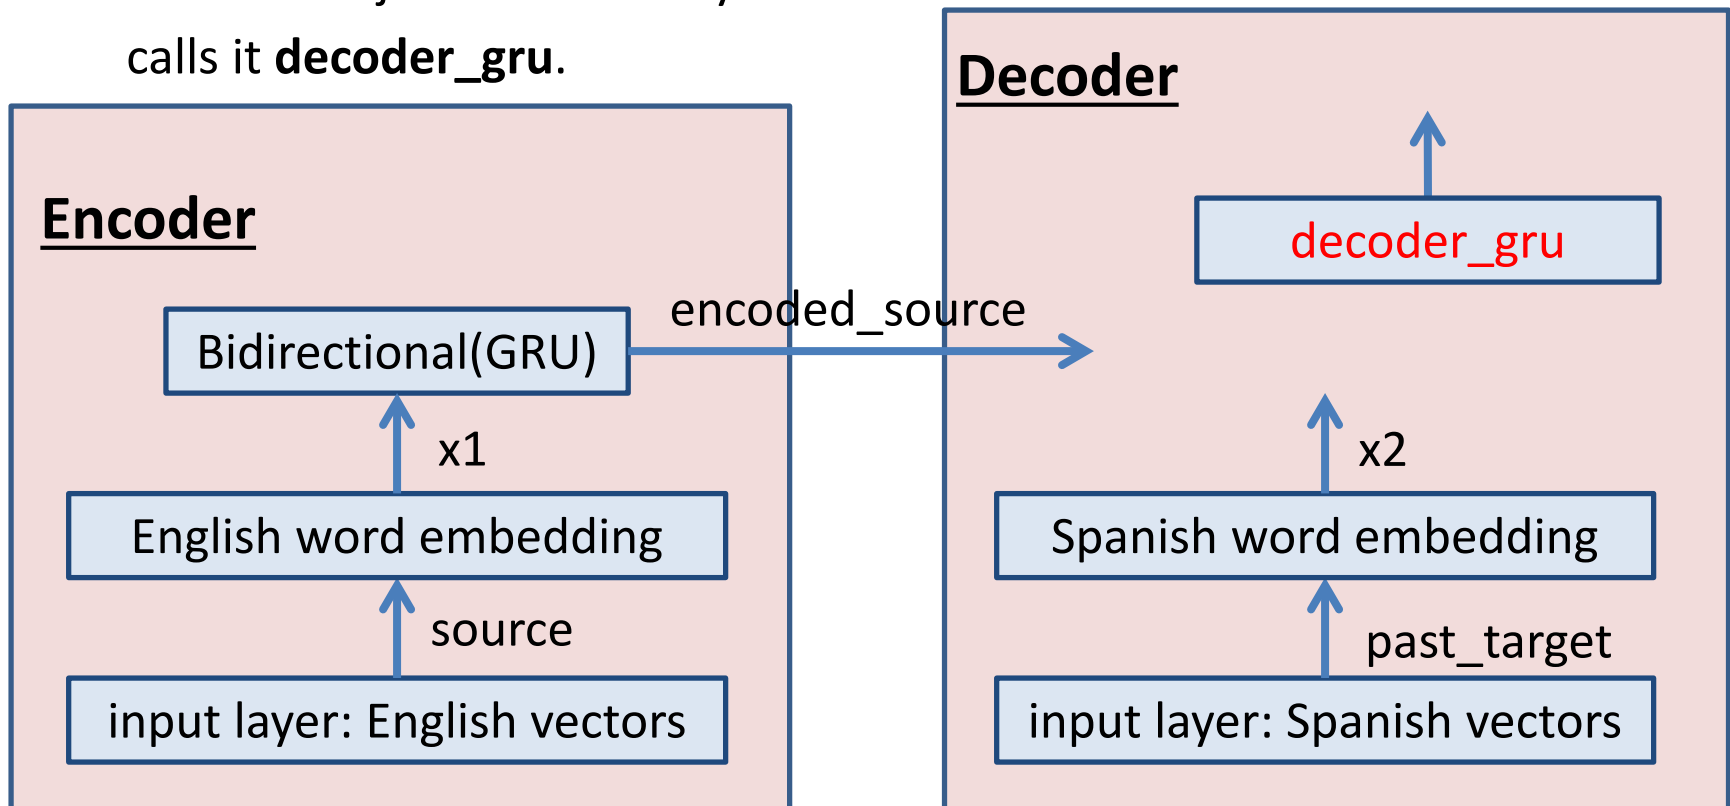 calls it decoder_gru.
Encoder
Bidirectional(GRU)
x1
English word embedding
source
input layer: English vectors
encoded_source
Decoder
decoder_gru
x2
Spanish word embedding
past_target
input layer: Spanish vectors